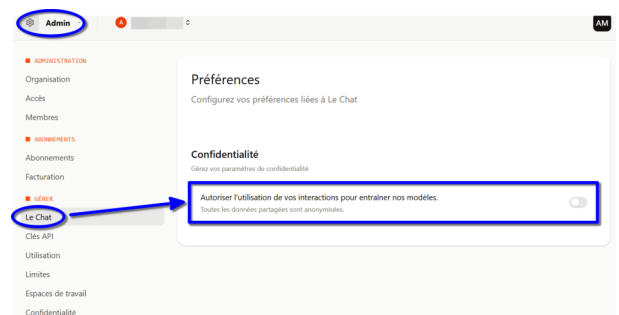 Admin
A
AM
ADMINISTRATION
Organisation
Accès
Membres
ABONNEMENTS
Abonnements
Facturation
GÉRER
Le Chat
Clés API
Utilisation
Limites
Espaces de travail
Confidentialité
Préférences
Configurez vos préférences liées à Le Chat
Confidentialité
Gérez vos paramètres de confidentialité
Autoriser l'utilisation de vos interactions pour entraîner nos modèles.
Toutes les données partagées sont anonymisées.